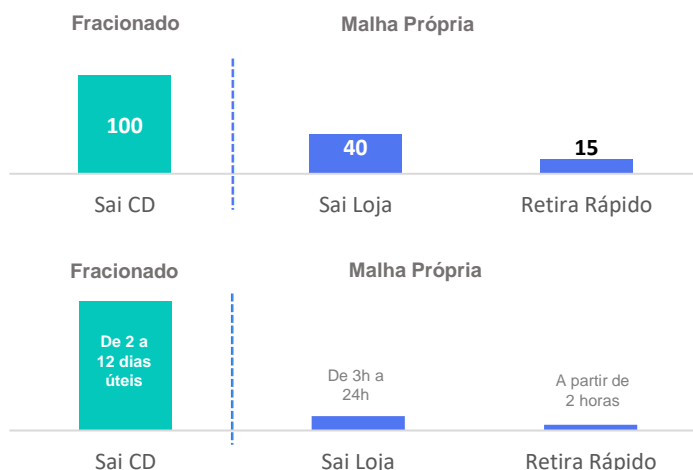 Fracionado
Malha Própria
100
40
15
Sai CD
Sai Loja
Retira Rápido
Fracionado
Malha Própria
De 2 a
12 dias
úteis
De 3h a
24h
A partir de
2 horas
Sai CD
Sai Loja
Retira Rápido